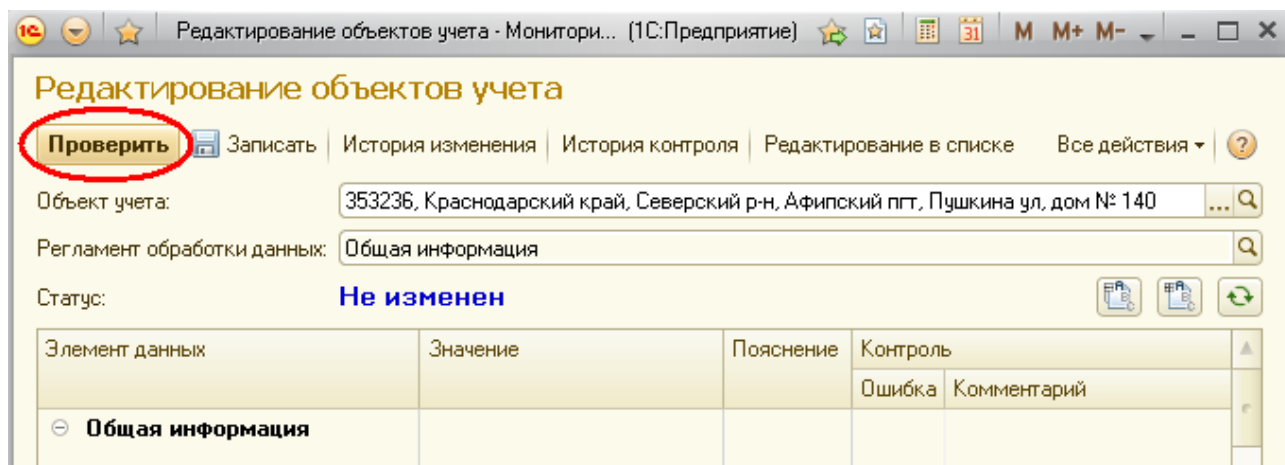 1С Редактирование объектов учета - Монитори... (1С:Предприятие) 31 M M+ M-
Редактирование объектов учета
Проверить Записать История изменения История контроля Редактирование в списке Все действия ?
Объект учета: 353236, Краснодарский край, Северский р-н, Афипский пгт, Пушкина ул, дом № 140 ...
Регламент обработки данных: Общая информация
Статус: Не изменен
Элемент данных Значение Пояснение Контроль
Ошибка Комментарий
Общая информация